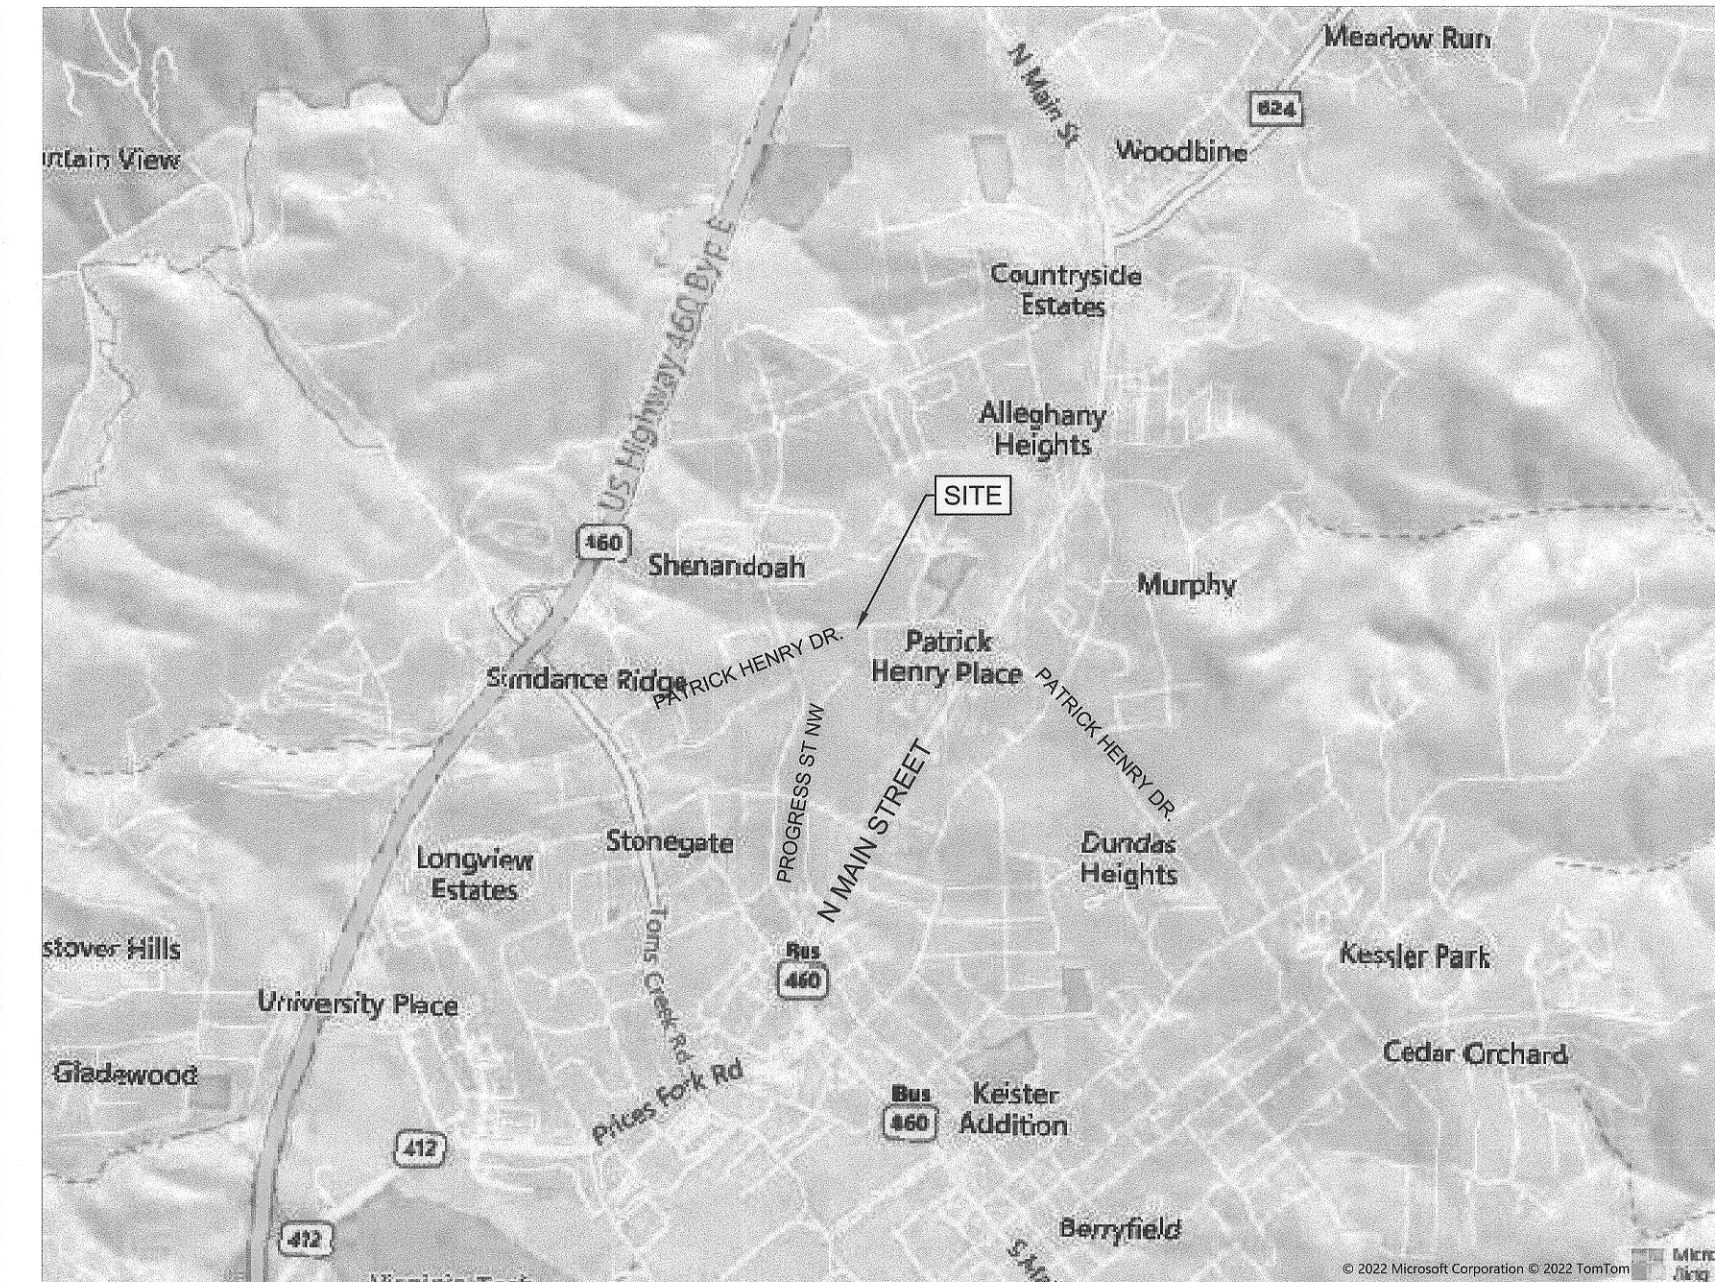 Meadow Run
N Main St
624
Woodbine
ntain View
US Highway 460 Byp E
Countryside
Estates
Alleghany
Heights
SITE
460
Shenandoah
Murphy
PATRICK HENRY DR.
Patrick
Henry Place
Sundance Ridge
PATRICK HENRY DR.
PROGRESS ST NW
N MAIN STREET
Stonegate
Dundas
Heights
Longview
Estates
Toms Creek Rd
stover Hills
Bus
460
Kessler Park
University Place
Gladewood
Prices Fork Rd
Cedar Orchard
Bus
460
Keister
Addition
412
Berryfield
412
S Ma
© 2022 Microsoft Corporation © 2022 TomTom